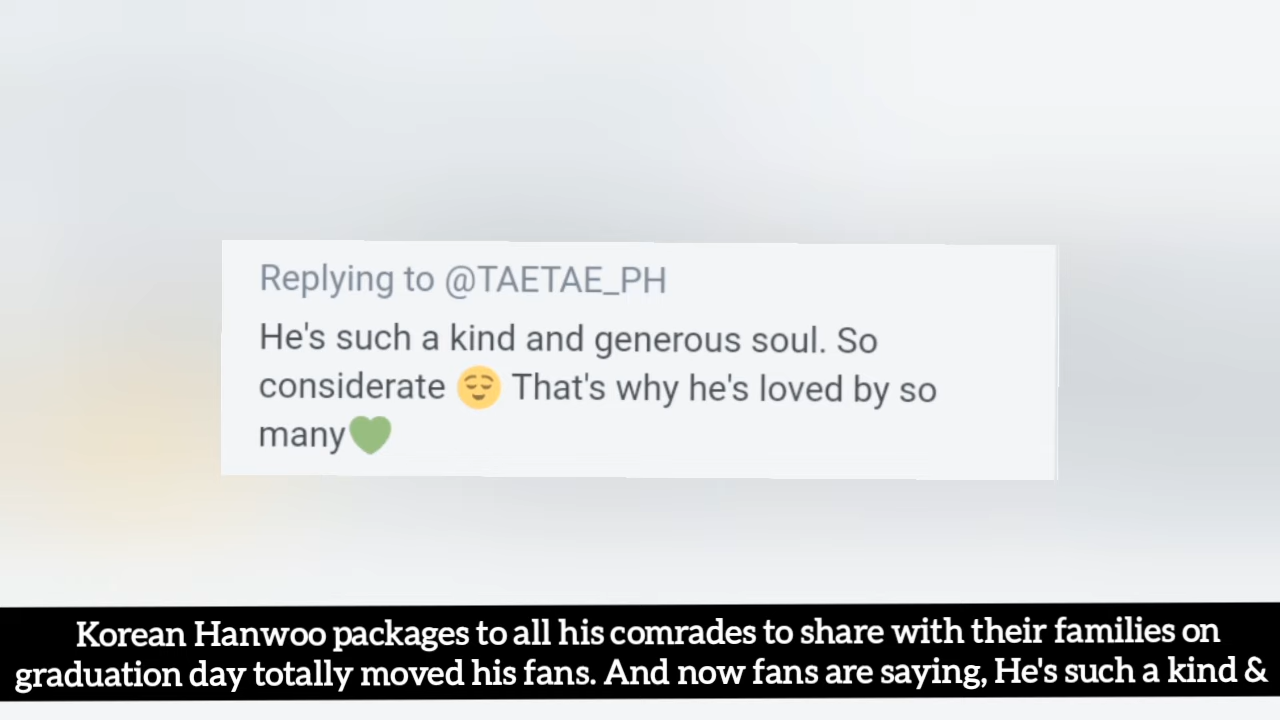 Replying to @TAETAE_PH
He's such a kind and generous soul. So
considerate 😌 That's why he's loved by so
many💚
Korean Hanwoo packages to all his comrades to share with their families on
graduation day totally moved his fans. And now fans are saying, He's such a kind &